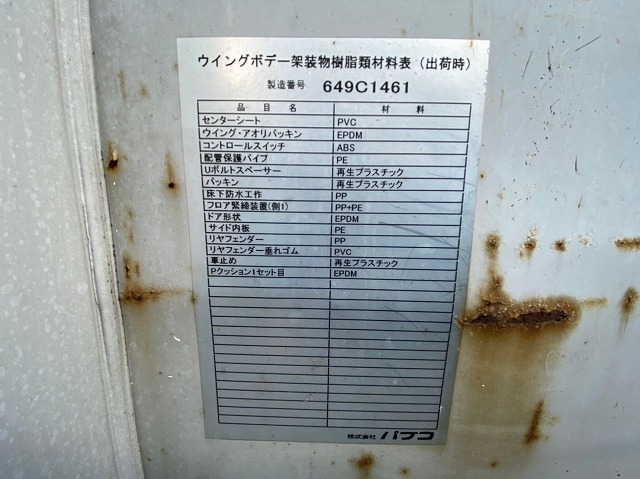 ウイングボデー架装物樹脂類材料表（出荷時）
製造番号 649C1461
品目名 材料
センターシート PVC
ウイング・アオリパッキン EPDM
コントロールスイッチ ABS
配管保護パイプ PE
Uボルトスペーサー 再生プラスチック
パッキン 再生プラスチック
床下防水工作 PP
フロア緊締装置(側1) PP+PE
ドア形状 EPDM
サイド内板 PE
リヤフェンダー PP
リヤフェンダー垂れゴム PVC
車止め 再生プラスチック
Pクッション1セット目 EPDM
株式会社 パブコ